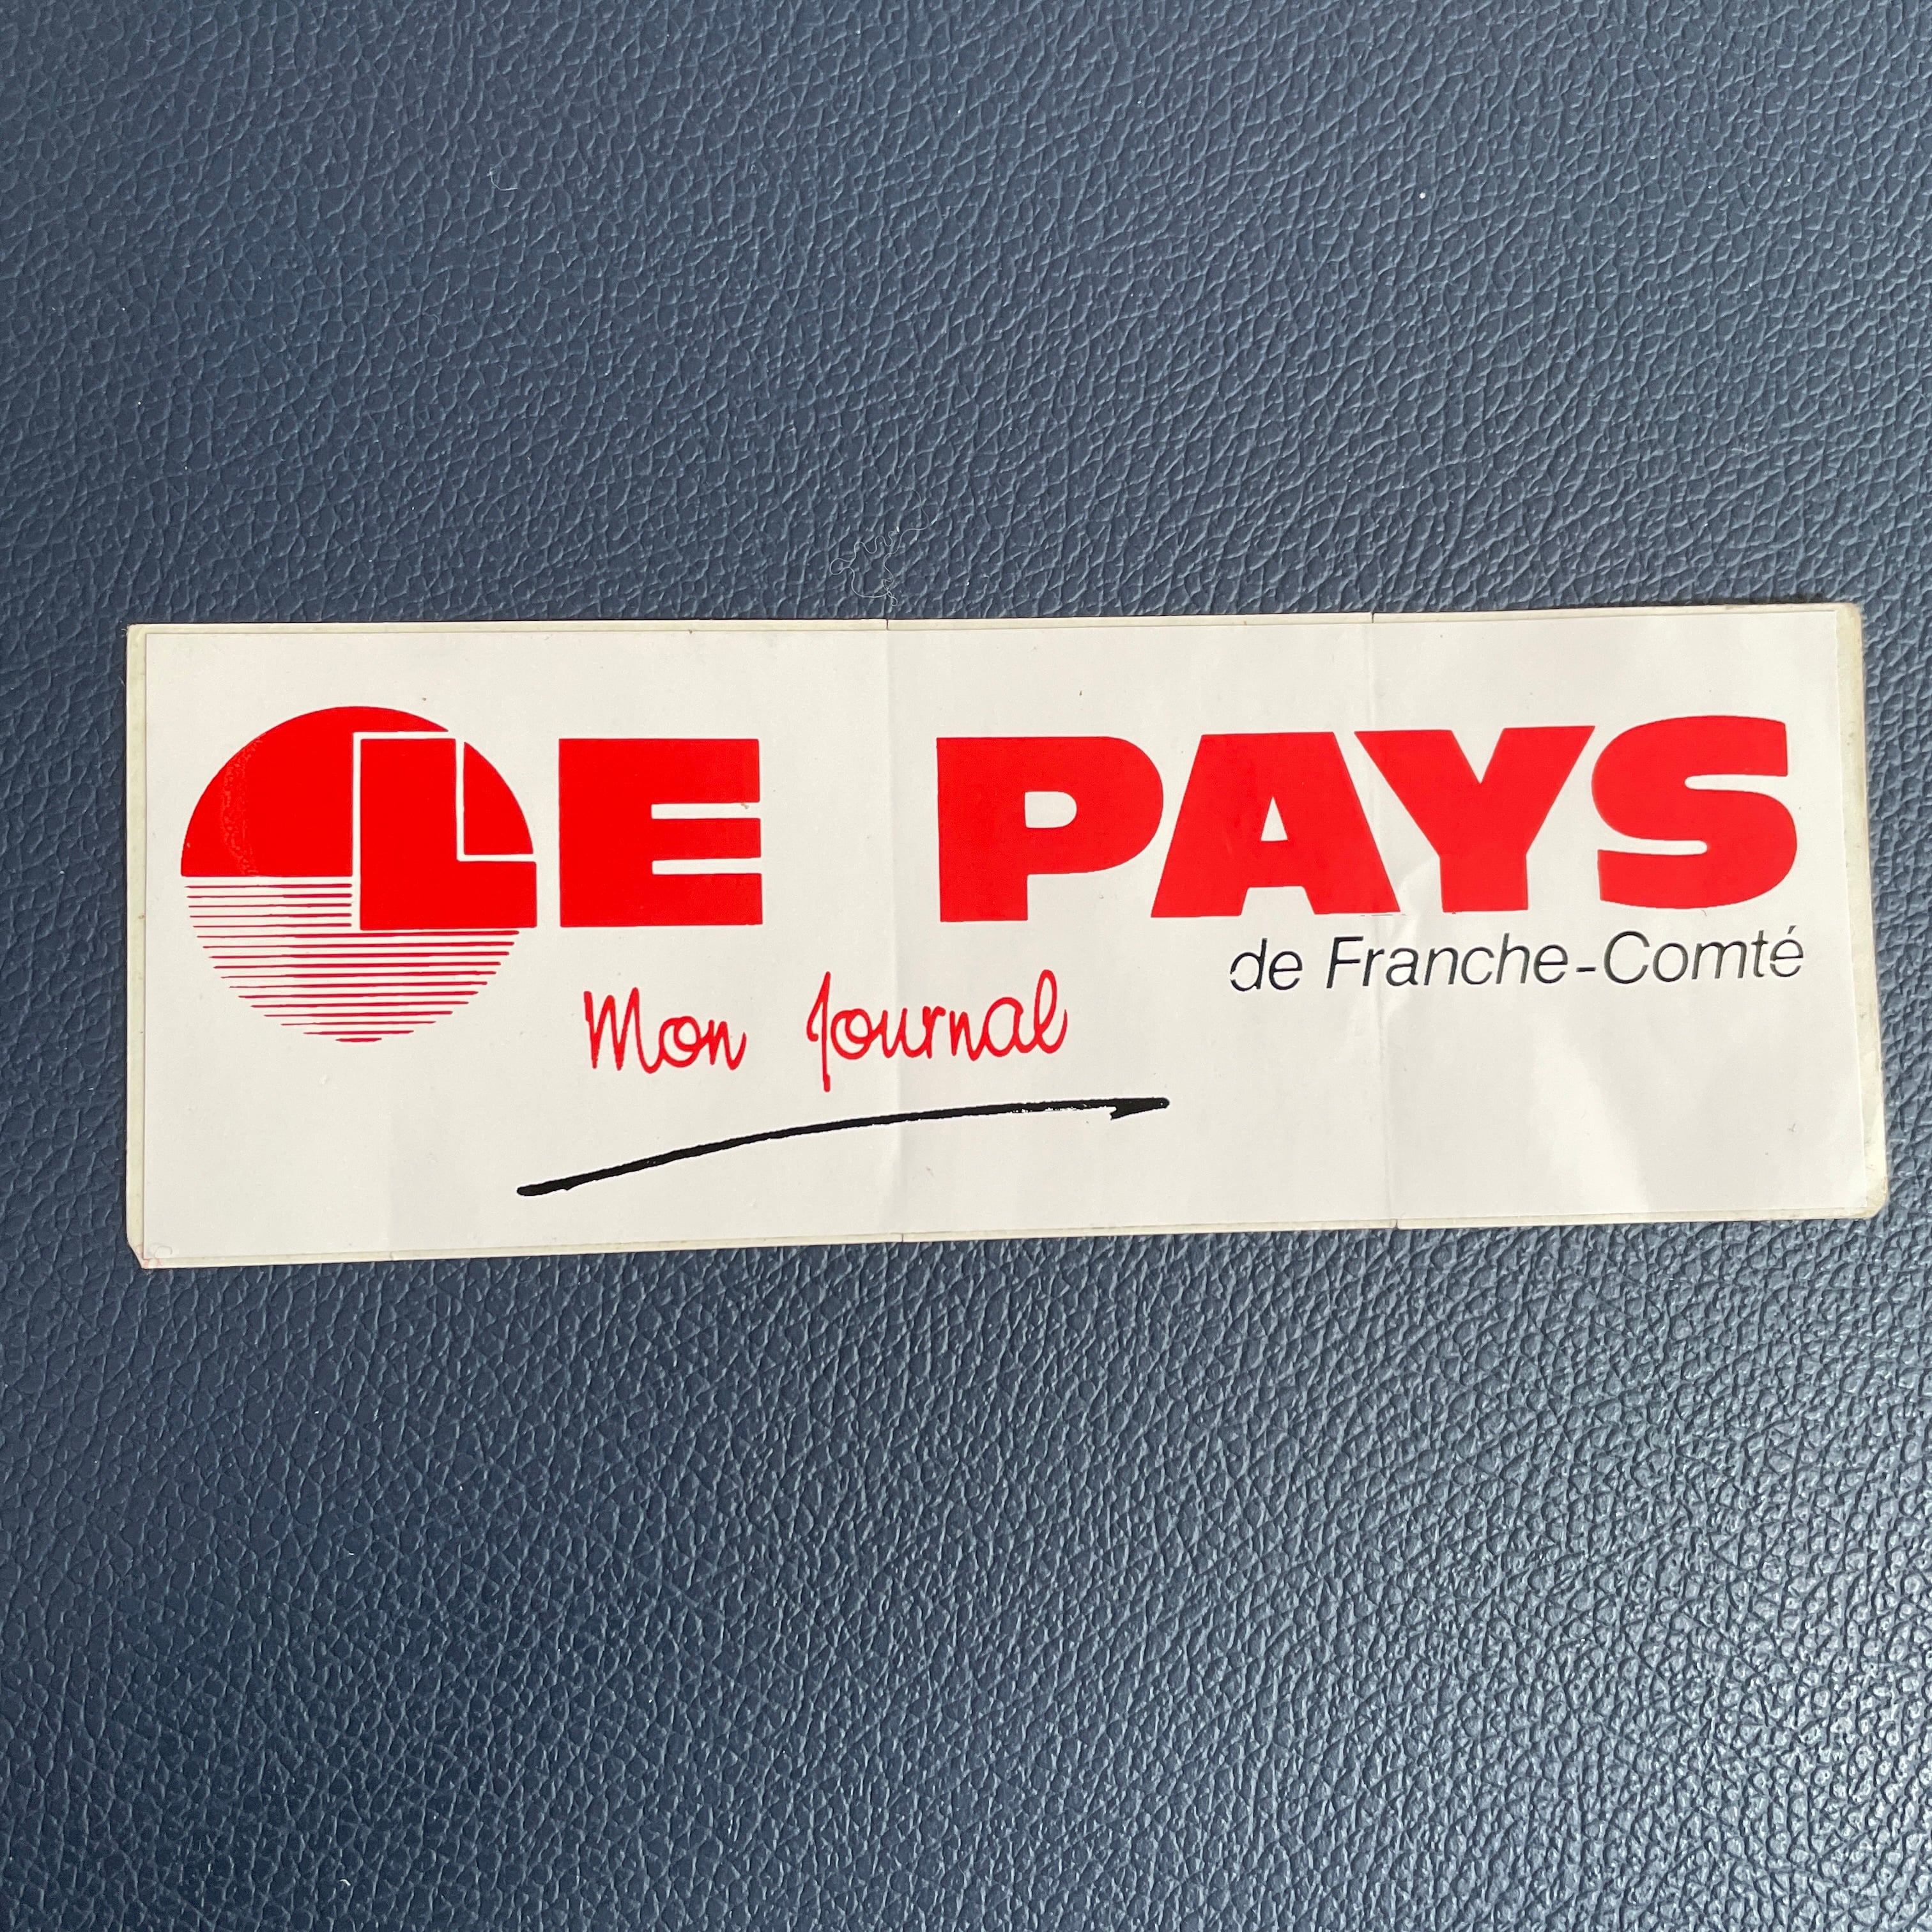 LE PAYS
de Franche-Comté
Mon Journal